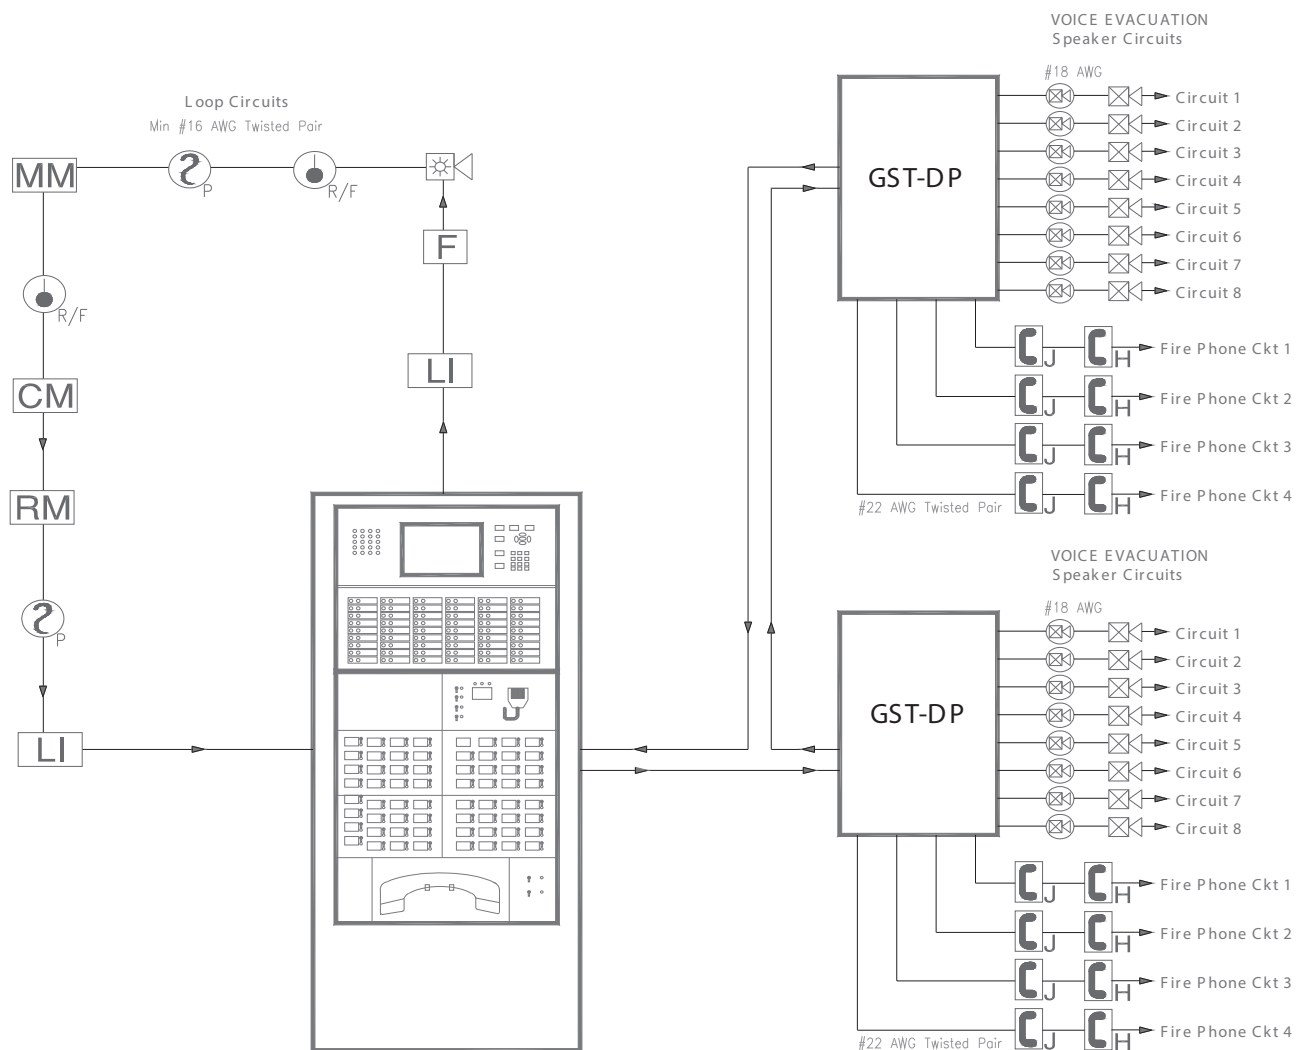 VOICE EVACUATION
Speaker Circuits
#18 AWG
Circuit 1
Circuit 2
Circuit 3
Circuit 4
Circuit 5
Circuit 6
Circuit 7
Circuit 8
GST-DP
Loop Circuits
Min #16 AWG Twisted Pair
MM
P
R/F
F
R/F
LI
CM
RM
P
LI
J
H
Fire Phone Ckt 1
J
H
Fire Phone Ckt 2
J
H
Fire Phone Ckt 3
J
H
Fire Phone Ckt 4
#22 AWG Twisted Pair
VOICE EVACUATION
Speaker Circuits
#18 AWG
Circuit 1
Circuit 2
Circuit 3
Circuit 4
Circuit 5
Circuit 6
Circuit 7
Circuit 8
GST-DP
J
H
Fire Phone Ckt 1
J
H
Fire Phone Ckt 2
J
H
Fire Phone Ckt 3
J
H
Fire Phone Ckt 4
#22 AWG Twisted Pair